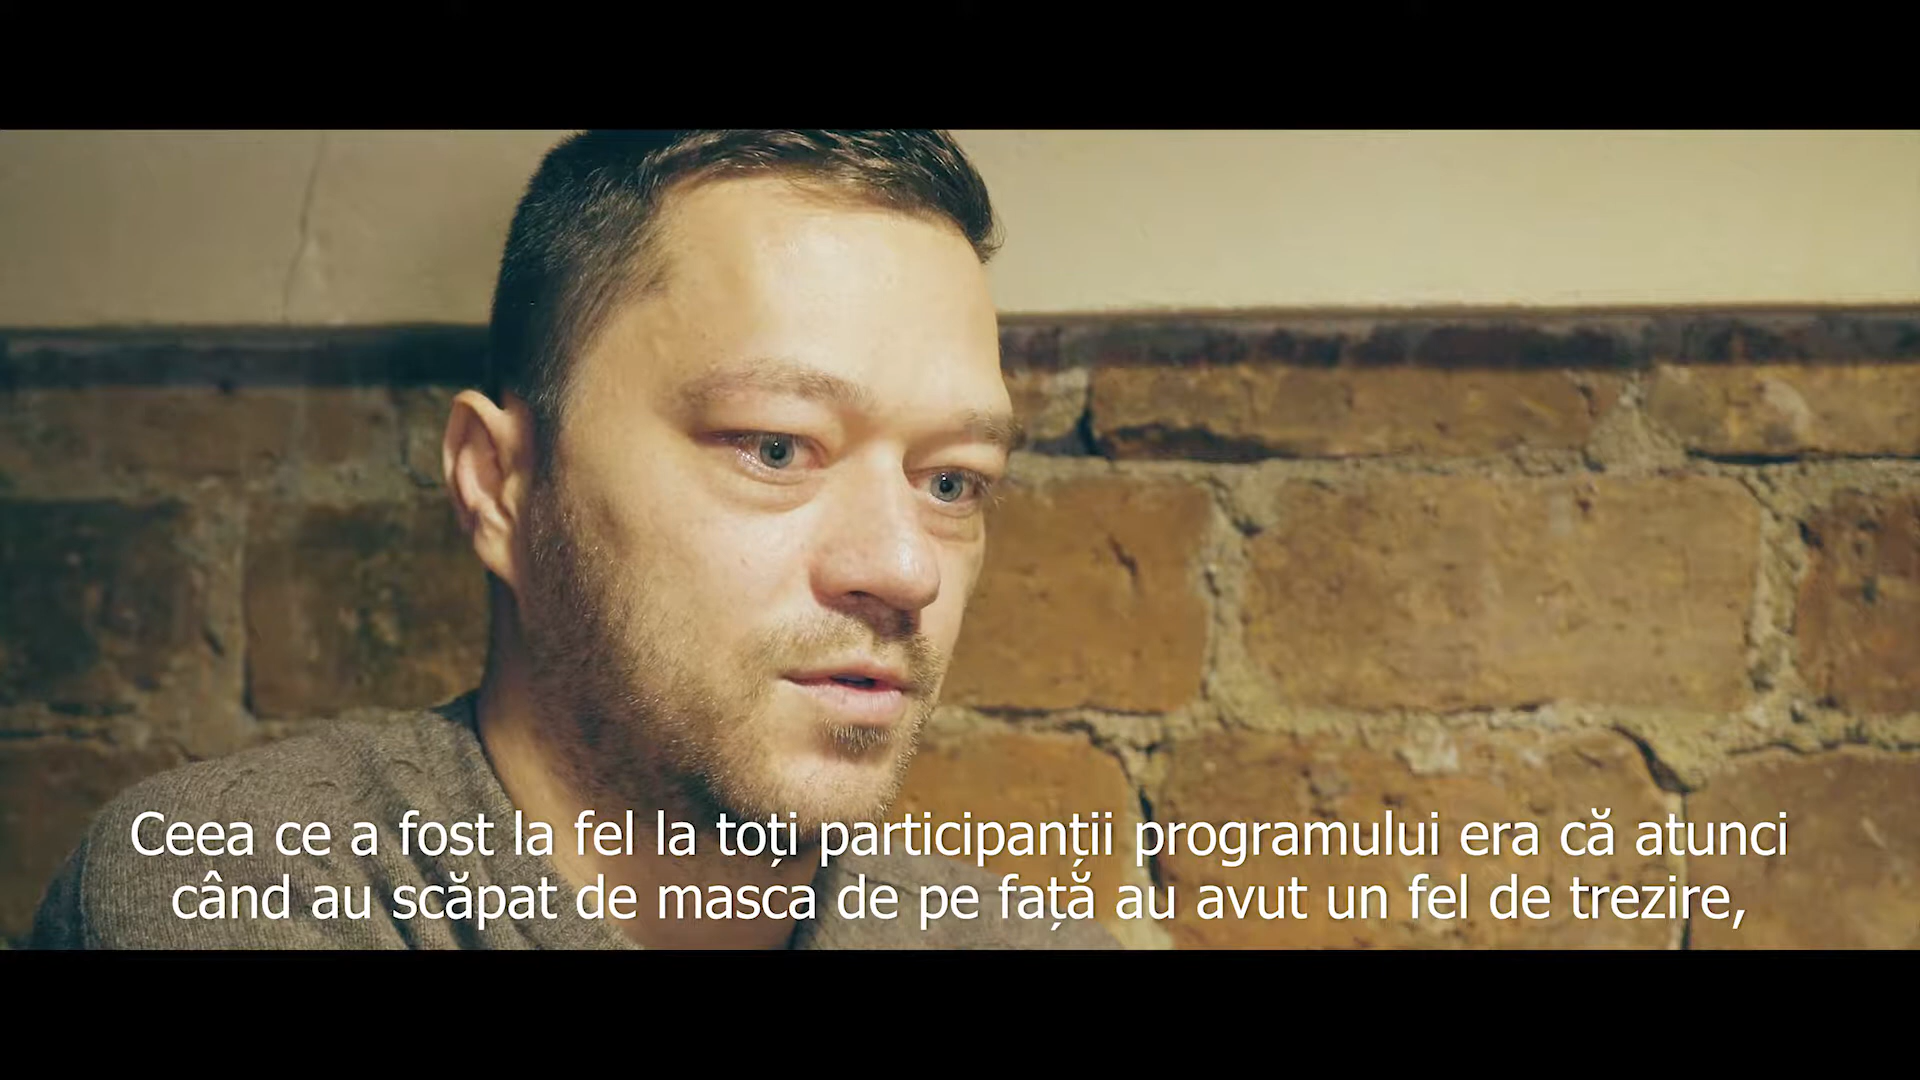 Ceea ce a fost la fel la toți participanții programului era că atunci
când au scăpat de masca de pe față au avut un fel de trezire,